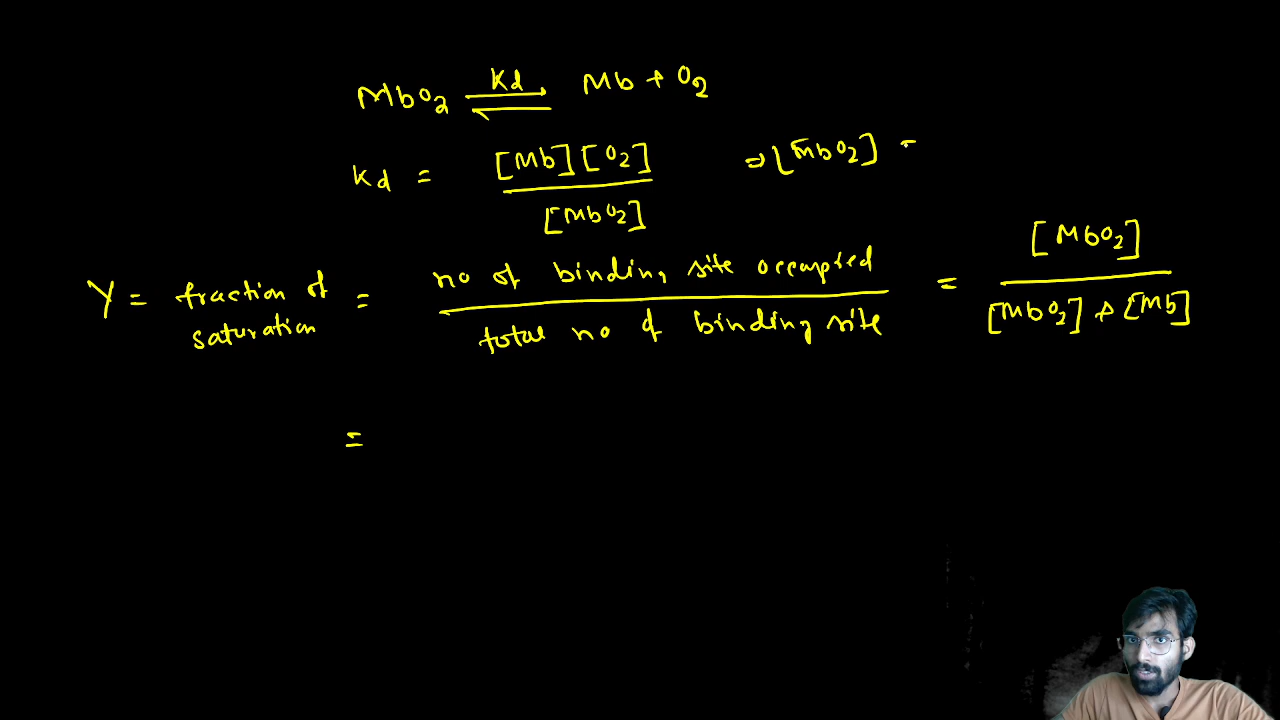 MbO₂ ⇌ Kd Mb + O₂
Kd = [Mb][O₂] / [MbO₂] ⇒ [MbO₂] =
Y = fraction of saturation = no of binding site occupied / total no of binding site = [MbO₂] / [MbO₂] + [Mb]
=